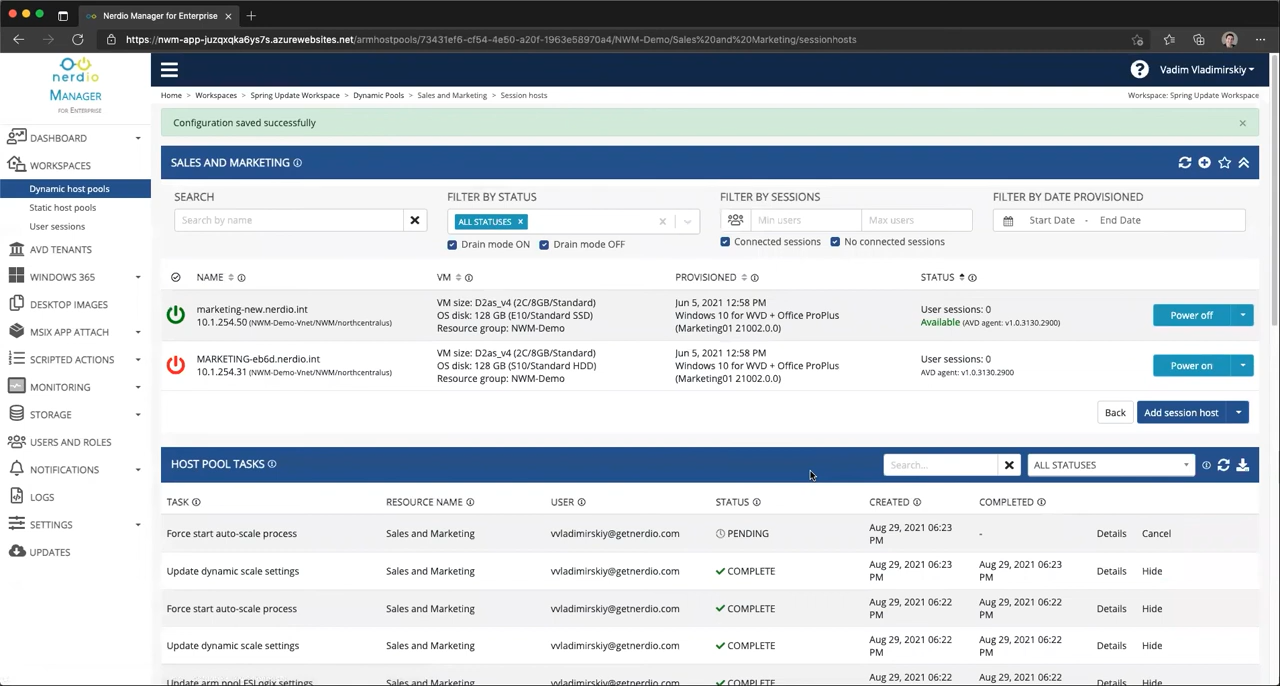 Nerdio Manager for Enterprise
https://nwm-app-juzqxqka6ys7s.azurewebsites.net/armhostpools/73431ef6-cf54-4e50-a20f-1963e58970a4/NWM-Demo/Sales%20and%20Marketing/sessionhosts
nerdio
MANAGER
FOR ENTERPRISE
Vadim Vladimirskiy
Home > Workspaces > Spring Update Workspace > Dynamic Pools > Sales and Marketing > Session hosts
Workspace: Spring Update Workspace
DASHBOARD
WORKSPACES
Dynamic host pools
Static host pools
User sessions
AVD TENANTS
WINDOWS 365
DESKTOP IMAGES
MSIX APP ATTACH
SCRIPTED ACTIONS
MONITORING
STORAGE
USERS AND ROLES
NOTIFICATIONS
LOGS
SETTINGS
UPDATES
Configuration saved successfully
SALES AND MARKETING
SEARCH
Search by name
FILTER BY STATUS
ALL STATUSES
Drain mode ON Drain mode OFF
FILTER BY SESSIONS
Min users Max users
Connected sessions No connected sessions
FILTER BY DATE PROVISIONED
Start Date - End Date
NAME VM PROVISIONED STATUS
marketing-new.nerdio.int
10.1.254.50 (NWM-Demo-Vnet/NWM/northcentralus)
VM size: D2as_v4 (2C/8GB/Standard)
OS disk: 128 GB (E10/Standard SSD)
Resource group: NWM-Demo
Jun 5, 2021 12:58 PM
Windows 10 for WVD + Office ProPlus
(Marketing01 21002.0.0)
User sessions: 0
Available (AVD agent: v1.0.3130.2900)
Power off
MARKETING-eb6d.nerdio.int
10.1.254.31 (NWM-Demo-Vnet/NWM/northcentralus)
VM size: D2as_v4 (2C/8GB/Standard)
OS disk: 128 GB (S10/Standard HDD)
Resource group: NWM-Demo
Jun 5, 2021 12:58 PM
Windows 10 for WVD + Office ProPlus
(Marketing01 21002.0.0)
User sessions: 0
AVD agent: v1.0.3130.2900
Power on
Back Add session host
HOST POOL TASKS
Search...
ALL STATUSES
TASK RESOURCE NAME USER STATUS CREATED COMPLETED
Force start auto-scale process Sales and Marketing vvladimirskiy@getnerdio.com PENDING Aug 29, 2021 06:23 PM - Details Cancel
Update dynamic scale settings Sales and Marketing vvladimirskiy@getnerdio.com COMPLETE Aug 29, 2021 06:23 PM Aug 29, 2021 06:23 PM Details Hide
Force start auto-scale process Sales and Marketing vvladimirskiy@getnerdio.com COMPLETE Aug 29, 2021 06:22 PM Aug 29, 2021 06:22 PM Details Hide
Update dynamic scale settings Sales and Marketing vvladimirskiy@getnerdio.com COMPLETE Aug 29, 2021 06:22 PM Aug 29, 2021 06:22 PM Details Hide
Update arm pool FSLogix settings Sales and Marketing vvladimirskiy@getnerdio.com COMPLETE Aug 29, 2021 06:22 Aug 29, 2021 06:22 Details Hide